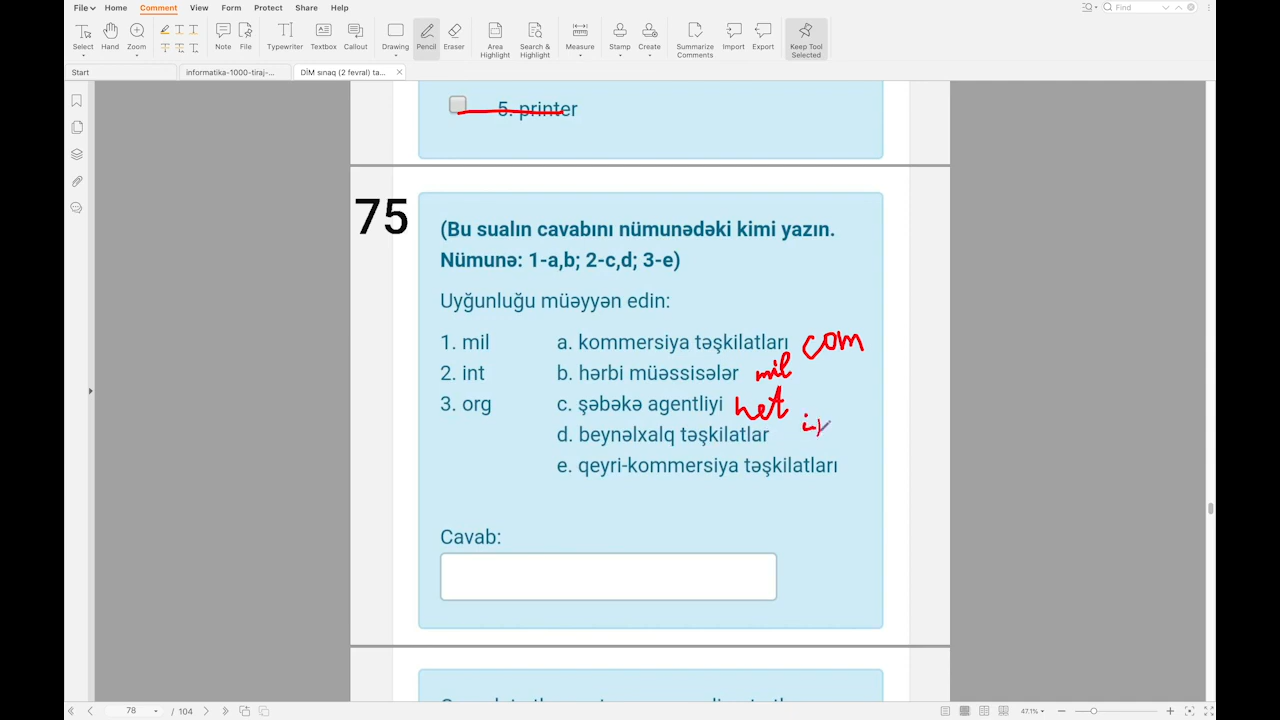 File Home Comment View Form Protect Share Help Find
Select Hand Zoom Note File Typewriter Textbox Callout Drawing Pencil Eraser Area Highlight Search & Highlight Measure Stamp Create Summarize Comments Import Export Keep Tool Selected
Start informatika-1000-tiraj-... DİM sınaq (2 fevral) ta...
5. printer
75
(Bu sualın cavabını nümunədəki kimi yazın.
Nümunə: 1-a,b; 2-c,d; 3-e)
Uyğunluğu müəyyən edin:
1. mil a. kommersiya təşkilatları com
2. int b. hərbi müəssisələr mil
3. org c. şəbəkə agentliyi net
d. beynəlxalq təşkilatlar
e. qeyri-kommersiya təşkilatları
Cavab:
78 / 104 47.1%